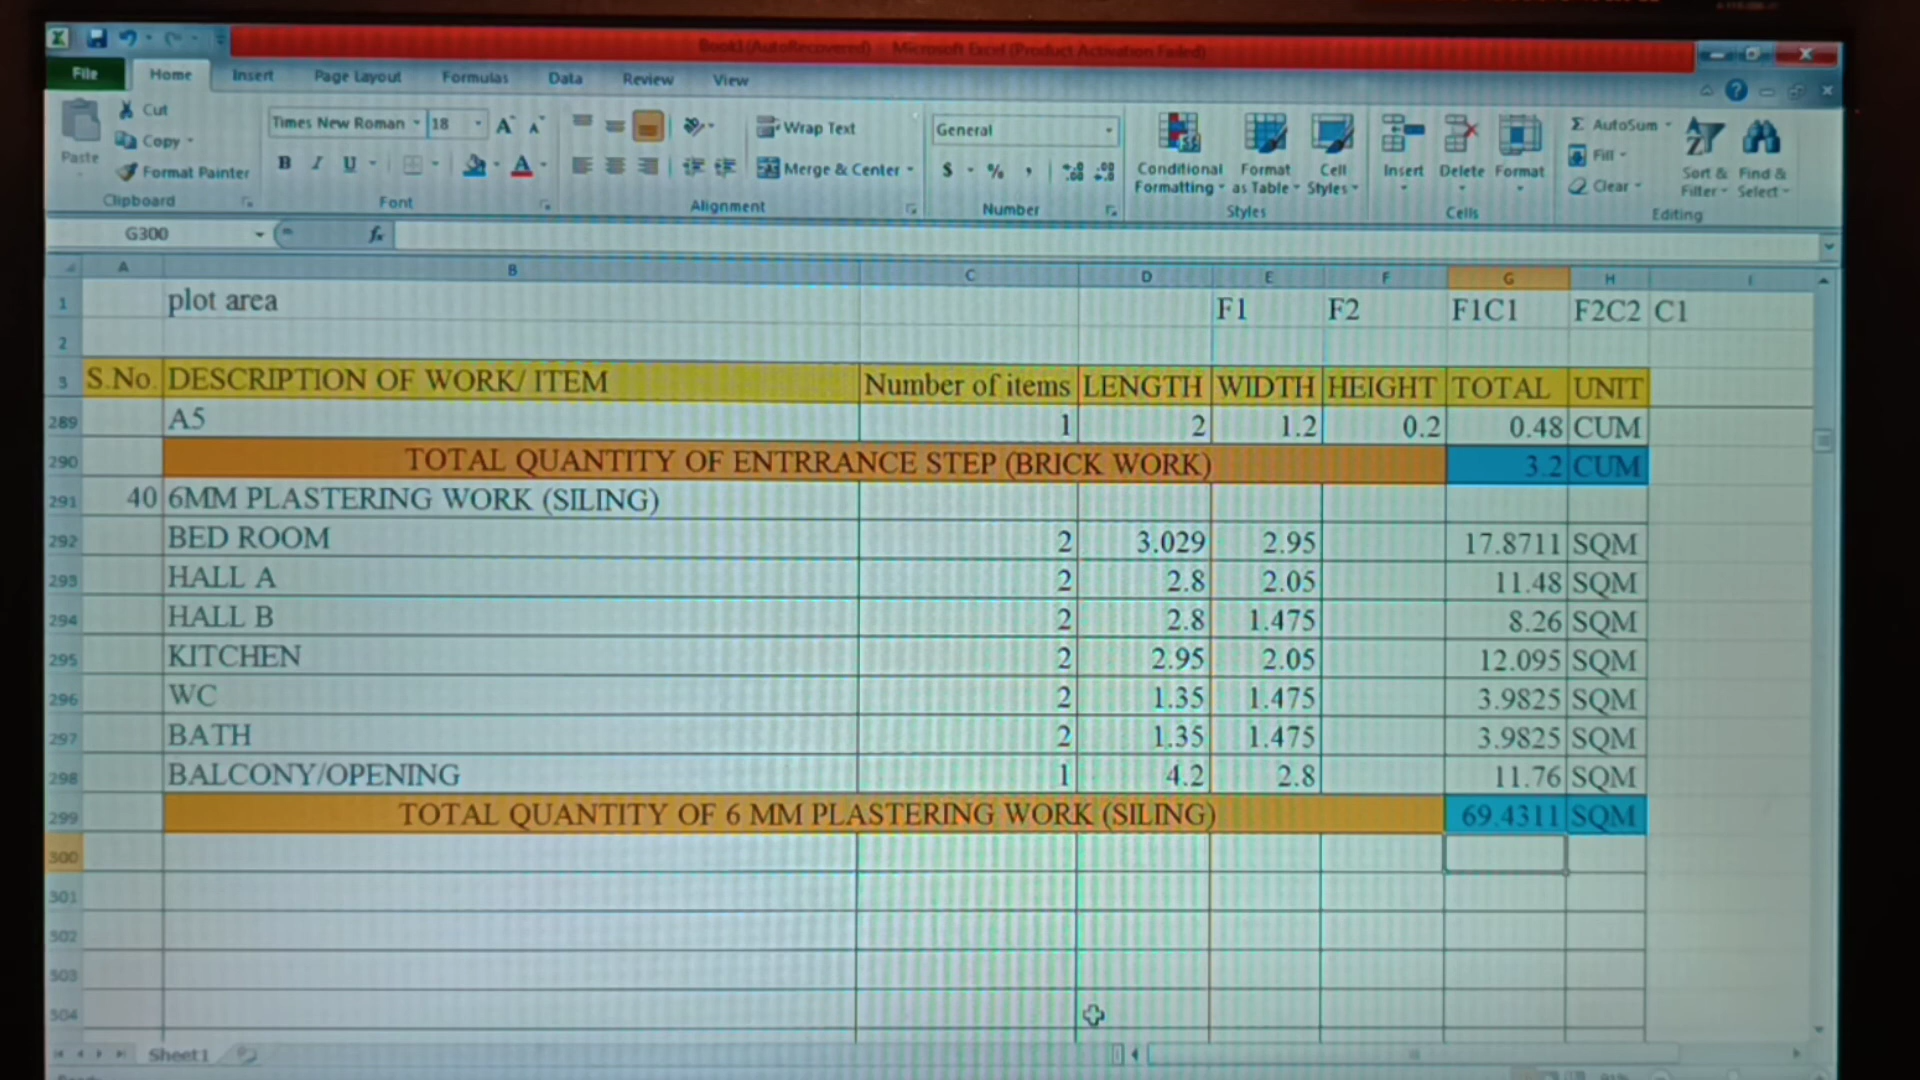 Book1 (AutoRecovered) Microsoft Excel (Product Activation Failed)
File Home Insert Page Layout Formulas Data Review View
Paste Cut Copy Format Painter Clipboard
Times New Roman 18 B I U Font
Wrap Text Merge & Center Alignment
General $ % , Number
Conditional Formatting Format as Table Cell Styles Styles
Insert Delete Format Cells
Σ AutoSum Fill Clear Sort & Filter Find & Select Editing
G300 fx
A B C D E F G H I
1 plot area F1 F2 F1C1 F2C2 C1
2
3 S.No. DESCRIPTION OF WORK/ ITEM Number of items LENGTH WIDTH HEIGHT TOTAL UNIT
289 A5 1 2 1.2 0.2 0.48 CUM
290 TOTAL QUANTITY OF ENTRRANCE STEP (BRICK WORK) 3.2 CUM
291 40 6MM PLASTERING WORK (SILING)
292 BED ROOM 2 3.029 2.95 17.8711 SQM
293 HALL A 2 2.8 2.05 11.48 SQM
294 HALL B 2 2.8 1.475 8.26 SQM
295 KITCHEN 2 2.95 2.05 12.095 SQM
296 WC 2 1.35 1.475 3.9825 SQM
297 BATH 2 1.35 1.475 3.9825 SQM
298 BALCONY/OPENING 1 4.2 2.8 11.76 SQM
299 TOTAL QUANTITY OF 6 MM PLASTERING WORK (SILING) 69.4311 SQM
300
301
302
303
304
Sheet1